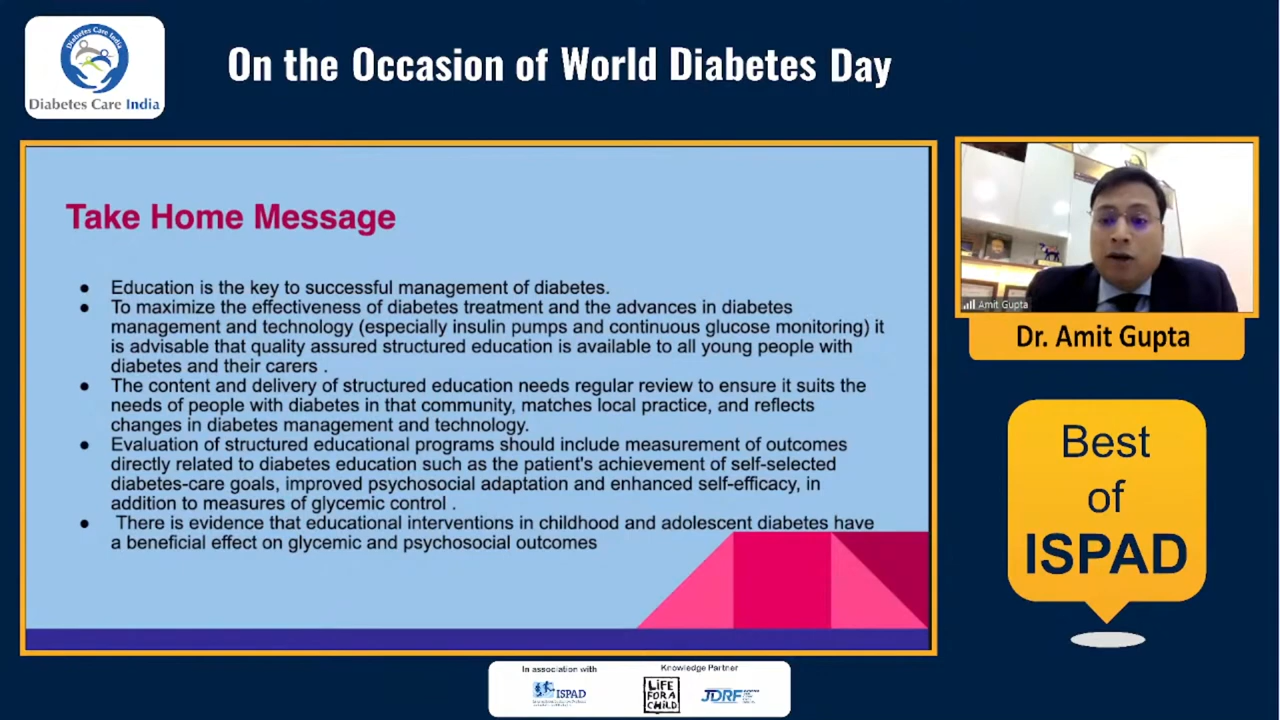 Diabetes Care India
Diabetes Care India
On the Occasion of World Diabetes Day
Take Home Message
● Education is the key to successful management of diabetes.
● To maximize the effectiveness of diabetes treatment and the advances in diabetes
management and technology (especially insulin pumps and continuous glucose monitoring) it
is advisable that quality assured structured education is available to all young people with
diabetes and their carers .
● The content and delivery of structured education needs regular review to ensure it suits the
needs of people with diabetes in that community, matches local practice, and reflects
changes in diabetes management and technology.
● Evaluation of structured educational programs should include measurement of outcomes
directly related to diabetes education such as the patient's achievement of self-selected
diabetes-care goals, improved psychosocial adaptation and enhanced self-efficacy, in
addition to measures of glycemic control .
● There is evidence that educational interventions in childhood and adolescent diabetes have
a beneficial effect on glycemic and psychosocial outcomes
Amit Gupta
Dr. Amit Gupta
Best
of
ISPAD
In association with
ISPAD
Knowledge Partner
LiFE
FOR A
CHiLD
JDRF